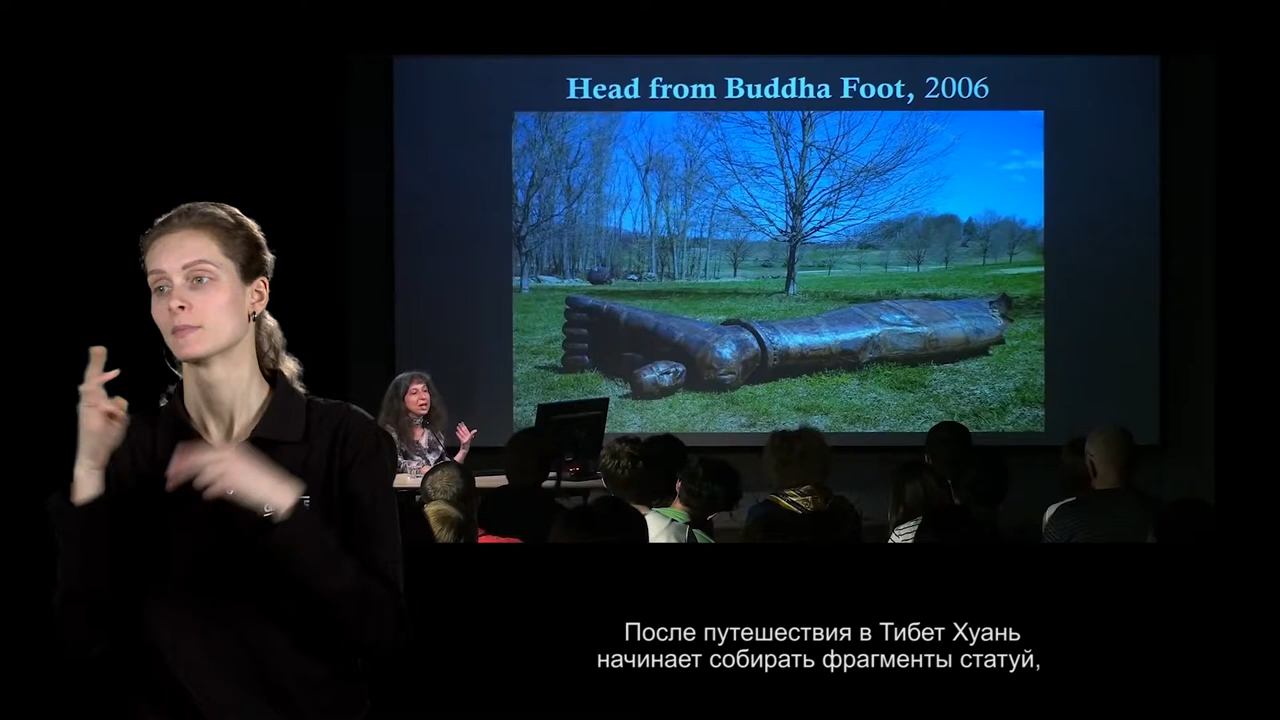 Head from Buddha Foot, 2006
После путешествия в Тибет Хуань
начинает собирать фрагменты статуй,